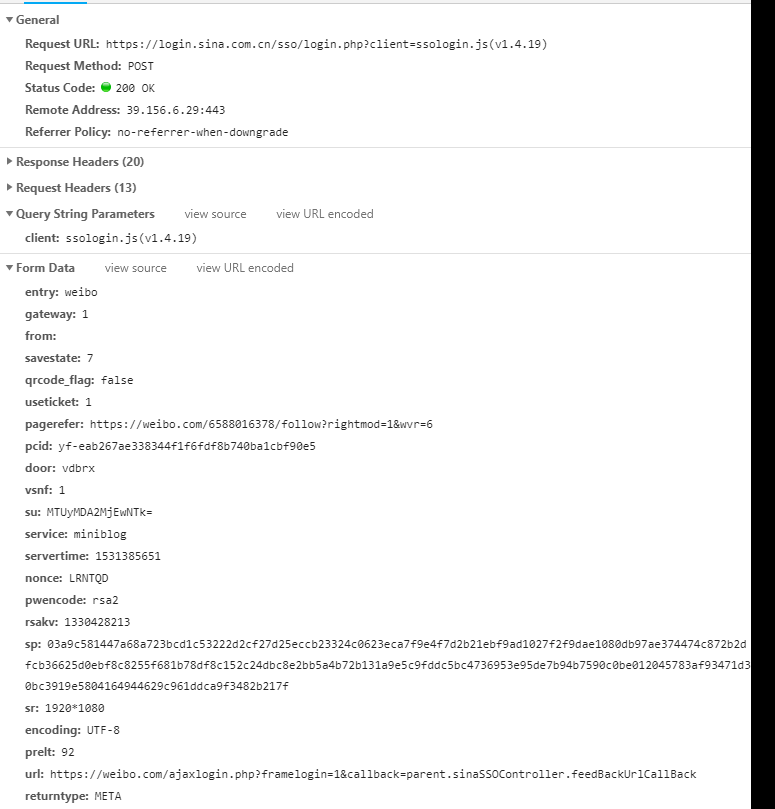 General
Request URL: https://login.sina.com.cn/sso/login.php?client=ssologin.js(v1.4.19)
Request Method: POST
Status Code: 200 OK
Remote Address: 39.156.6.29:443
Referrer Policy: no-referrer-when-downgrade
Response Headers (20)
Request Headers (13)
Query String Parameters view source view URL encoded
client: ssologin.js(v1.4.19)
Form Data view source view URL encoded
entry: weibo
gateway: 1
from:
savestate: 7
qrcode_flag: false
useticket: 1
pagerefer: https://weibo.com/6588016378/follow?rightmod=1&wvr=6
pcid: yf-eab267ae338344f1f6fdf8b740ba1cbf90e5
door: vdbrx
vsnf: 1
su: MTUyMDA2MjEwNTk=
service: miniblog
servertime: 1531385651
nonce: LRNTQD
pwencode: rsa2
rsakv: 1330428213
sp: 03a9c581447a68a723bcd1c53222d2cf27d25eccb23324c0623eca7f9e4f7d2b21ebf9ad1027f2f9dae1080db97ae374474c872b2d
fcb36625d0ebf8c8255f681b78df8c152c24dbc8e2bb5a4b72b131a9e5c9fddc5bc4736953e95de7b94b7590c0be012045783af93471d3
0bc3919e5804164944629c961ddca9f3482b217f
sr: 1920*1080
encoding: UTF-8
prelt: 92
url: https://weibo.com/ajaxlogin.php?framelogin=1&callback=parent.sinaSSOController.feedBackUrlCallBack
returntype: META